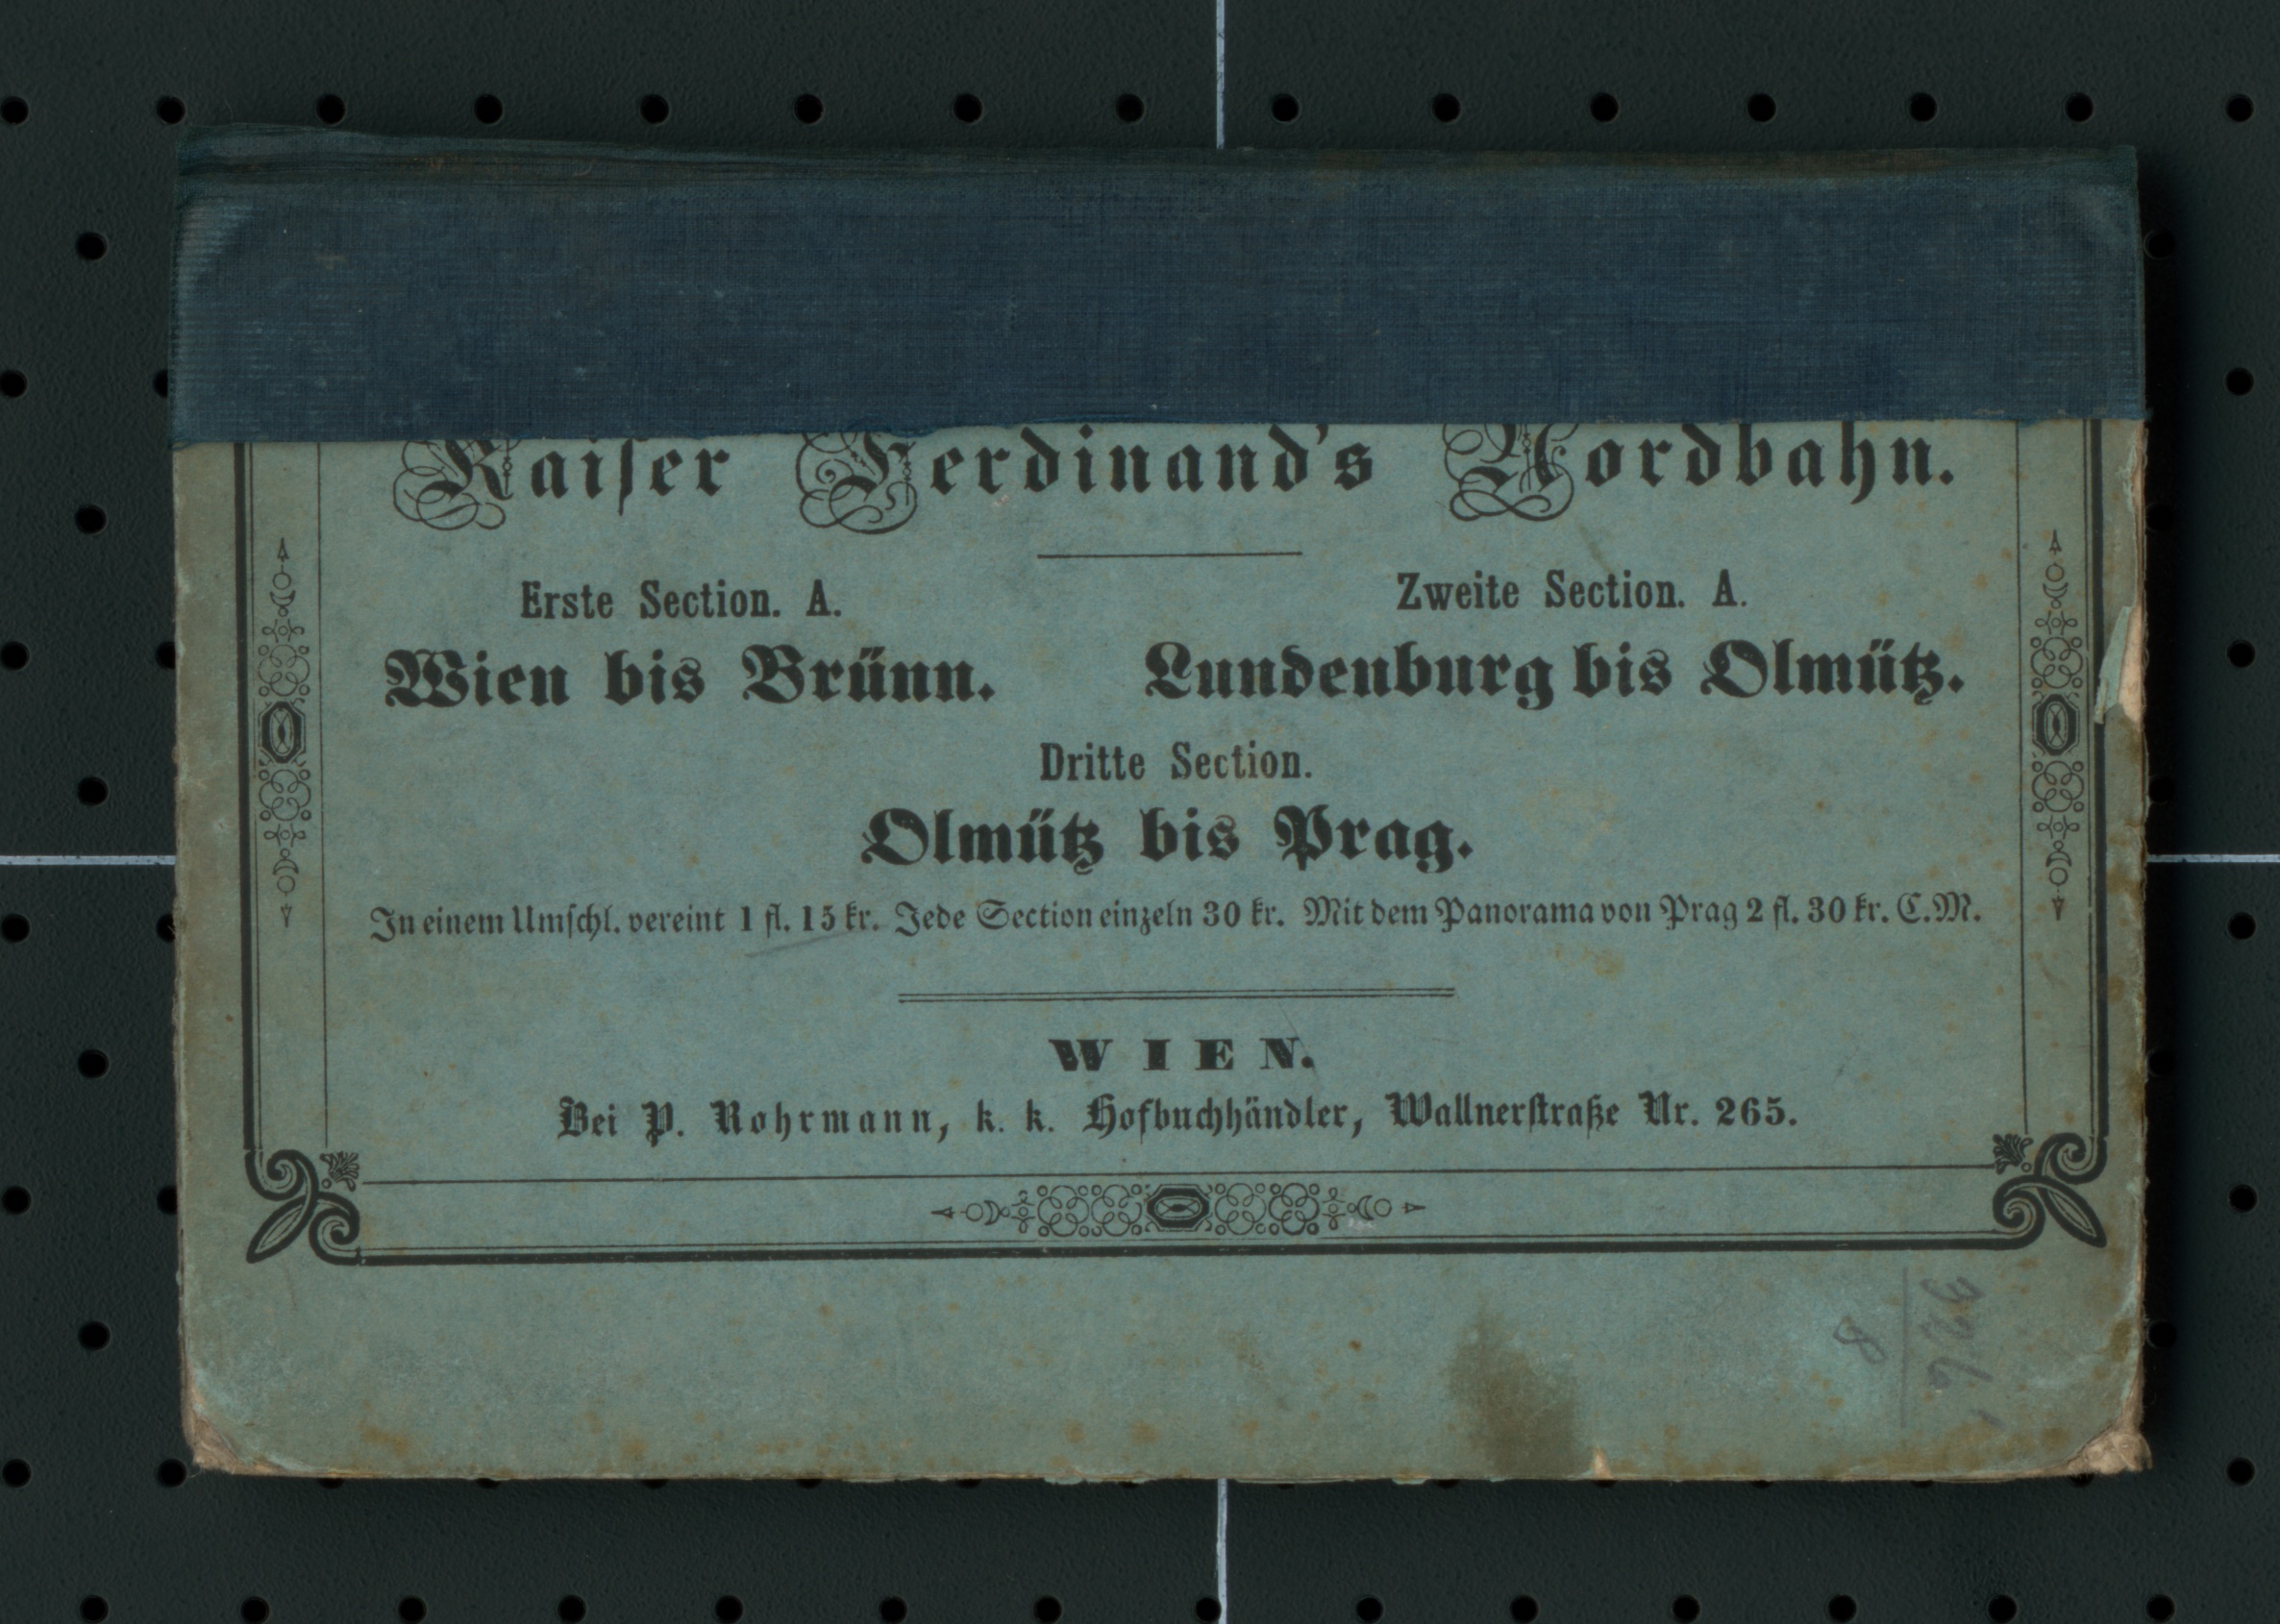 Kaiſer Ferdinand's Nordbahn.
Erste Section. A.
Wien bis Brünn.
Zweite Section. A.
Lundenburg bis Olmütz.
Dritte Section.
Olmütz bis Prag.
In einem Umſchl. vereint 1 fl. 15 kr. Jede Section einzeln 30 kr. Mit dem Panorama von Prag 2 fl. 30 kr. C.M.
WIEN.
Bei P. Rohrmann, k. k. Hofbuchhändler, Wallnerſtraße Nr. 265.
8